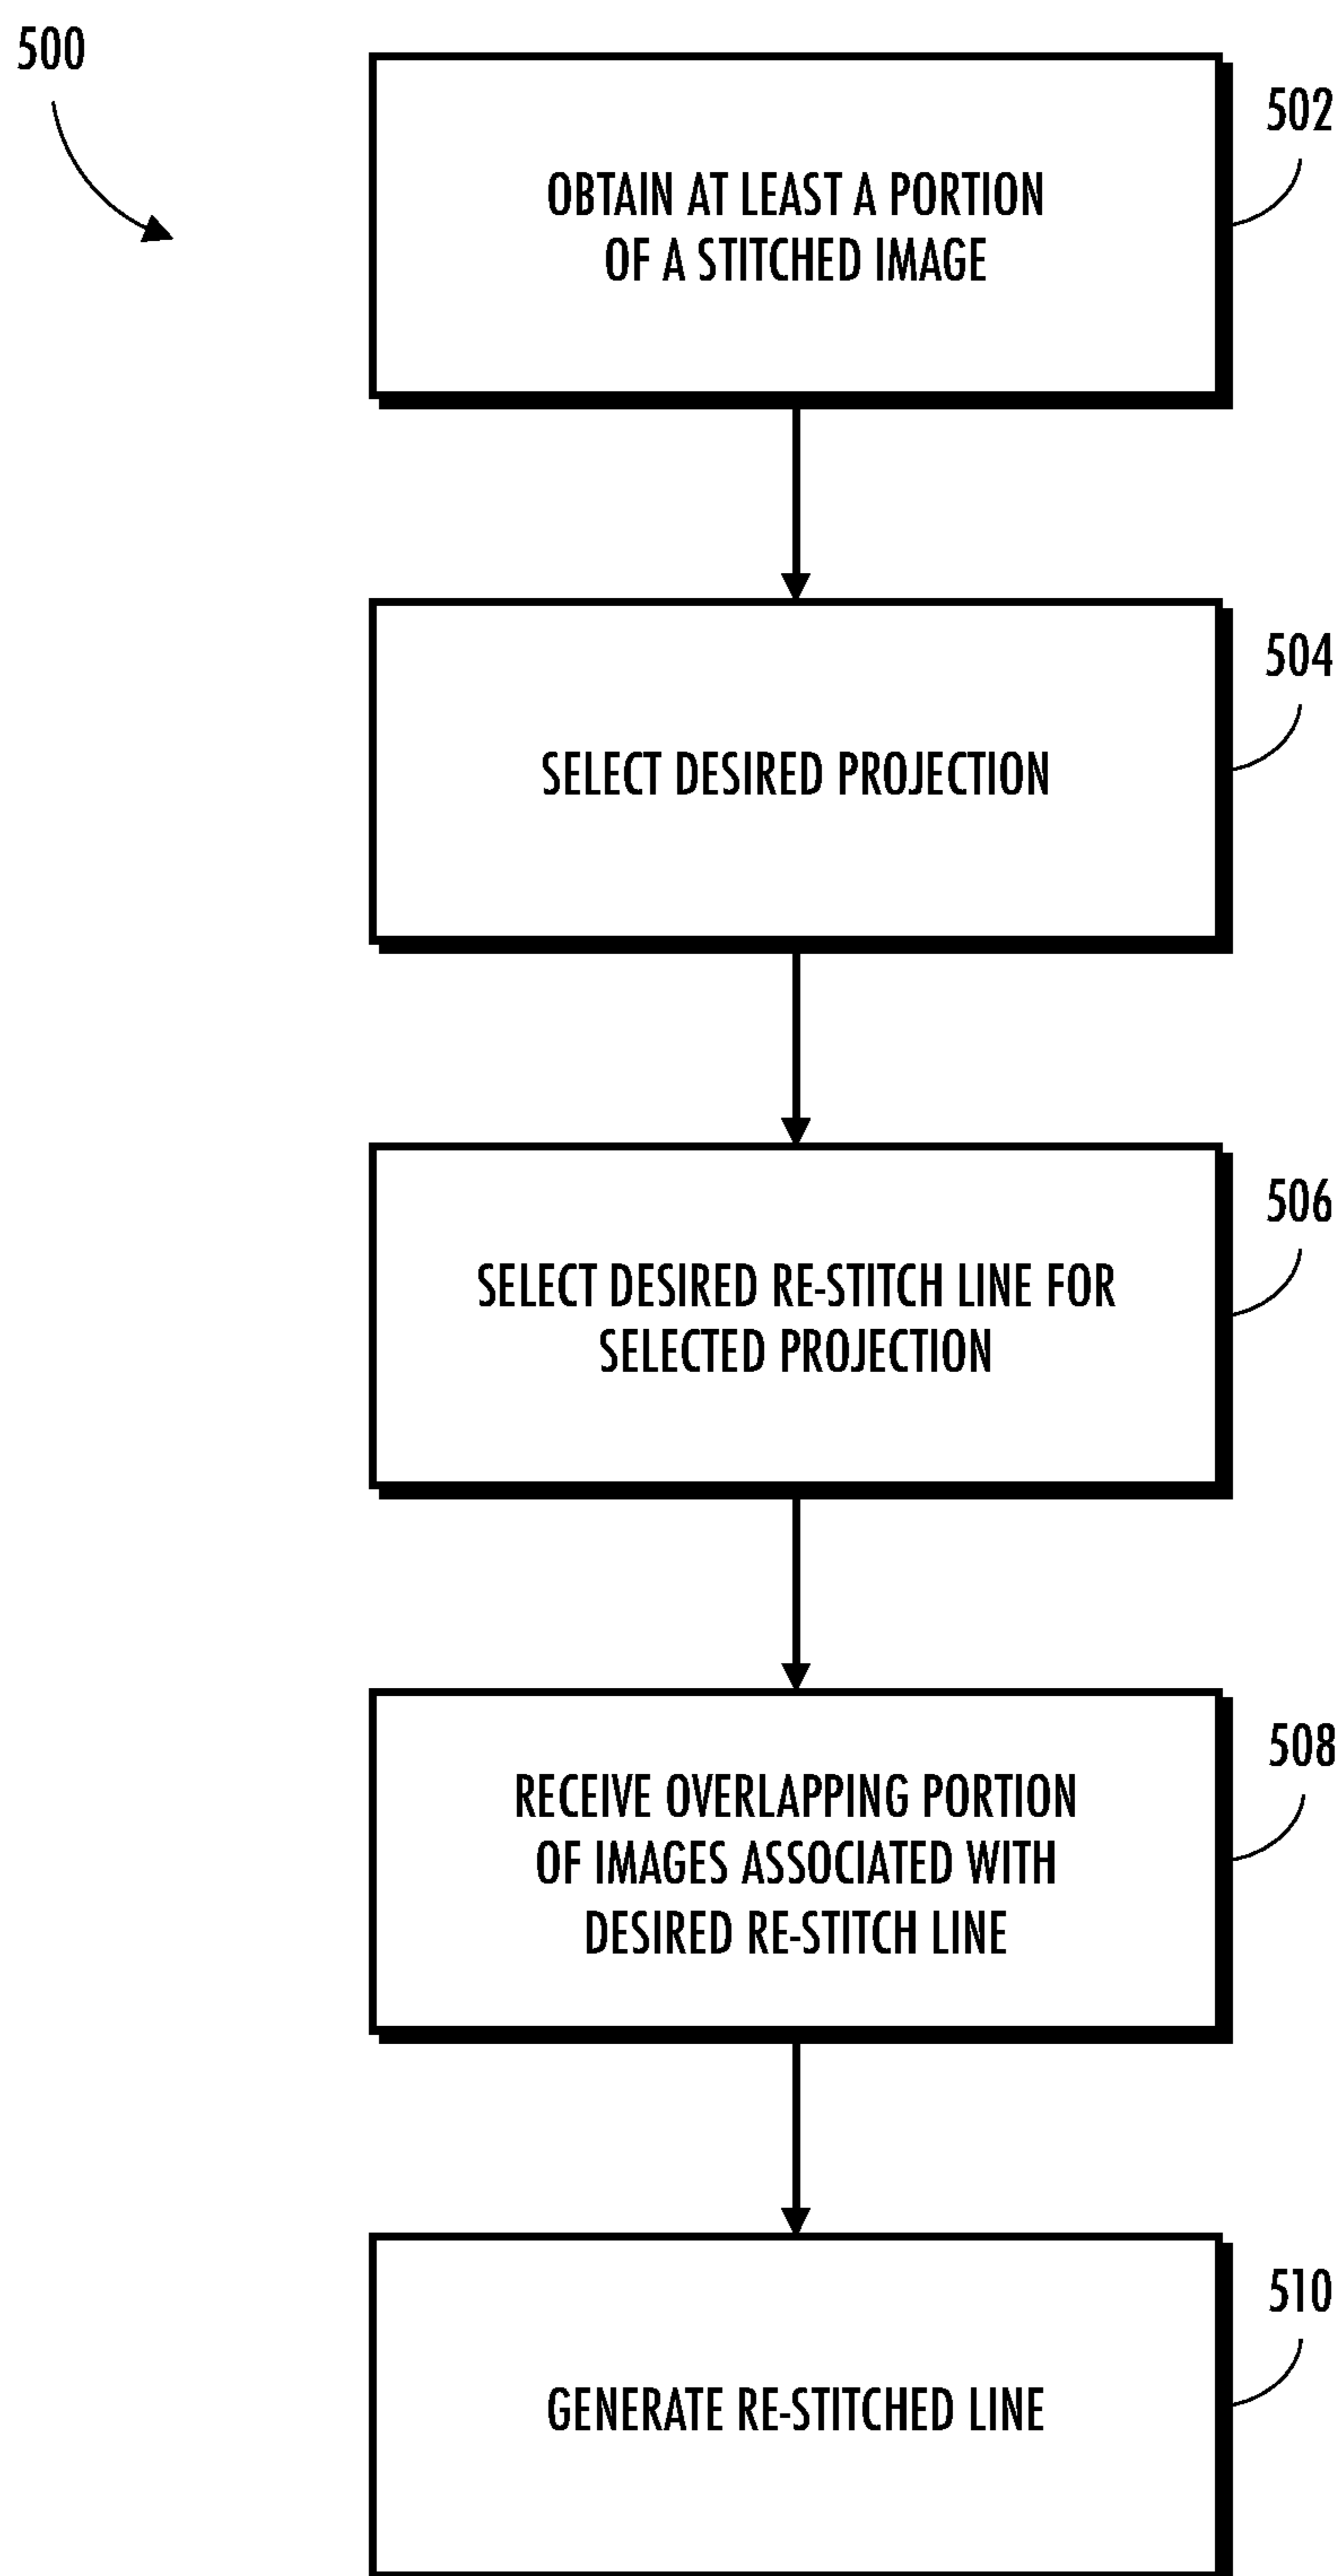 500
502
OBTAIN AT LEAST A PORTION
OF A STITCHED IMAGE
504
SELECT DESIRED PROJECTION
506
SELECT DESIRED RE-STITCH LINE FOR
SELECTED PROJECTION
508
RECEIVE OVERLAPPING PORTION
OF IMAGES ASSOCIATED WITH
DESIRED RE-STITCH LINE
510
GENERATE RE-STITCHED LINE